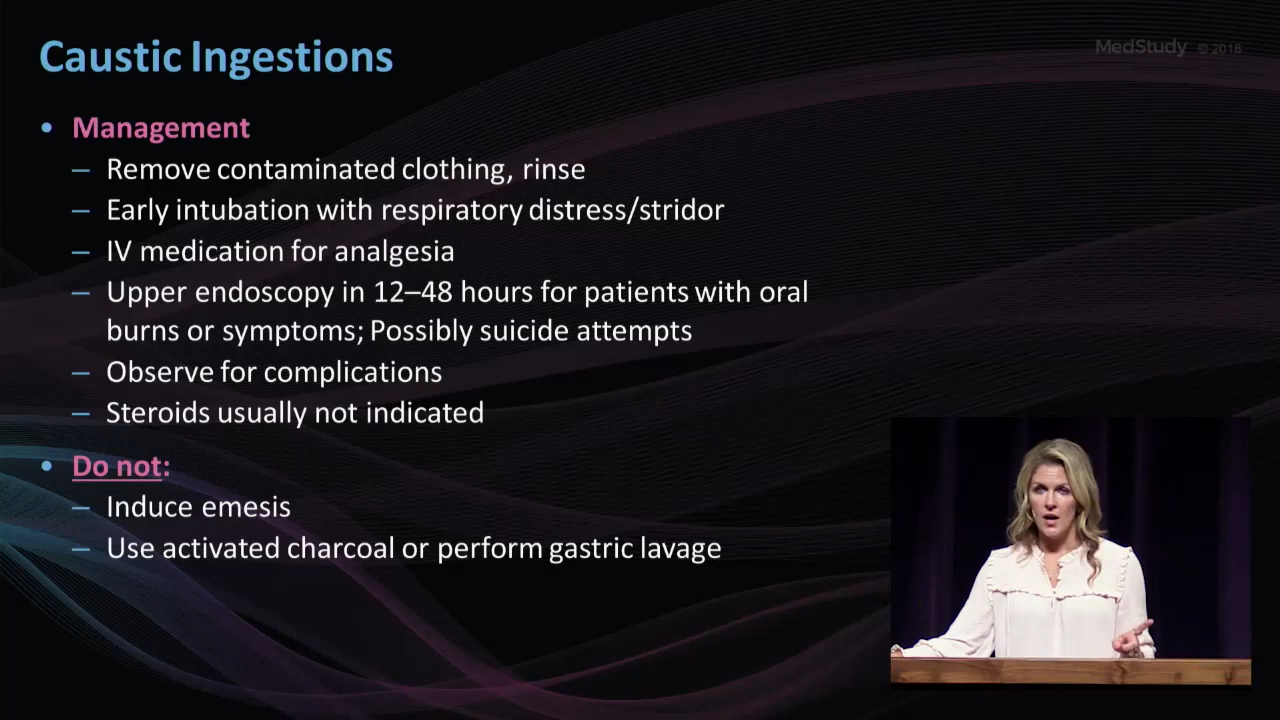 Caustic Ingestions
MedStudy © 2018
• Management
– Remove contaminated clothing, rinse
– Early intubation with respiratory distress/stridor
– IV medication for analgesia
– Upper endoscopy in 12–48 hours for patients with oral
burns or symptoms; Possibly suicide attempts
– Observe for complications
– Steroids usually not indicated
• Do not:
– Induce emesis
– Use activated charcoal or perform gastric lavage